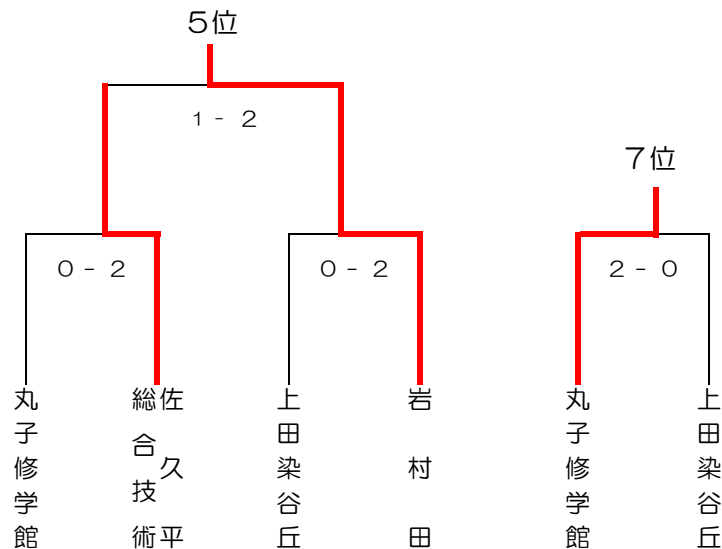 5位
1 - 2
7位
0 - 2
0 - 2
2 - 0
丸子修学館
佐久平
総合技術
上田染谷丘
岩村田
丸子修学館
上田染谷丘